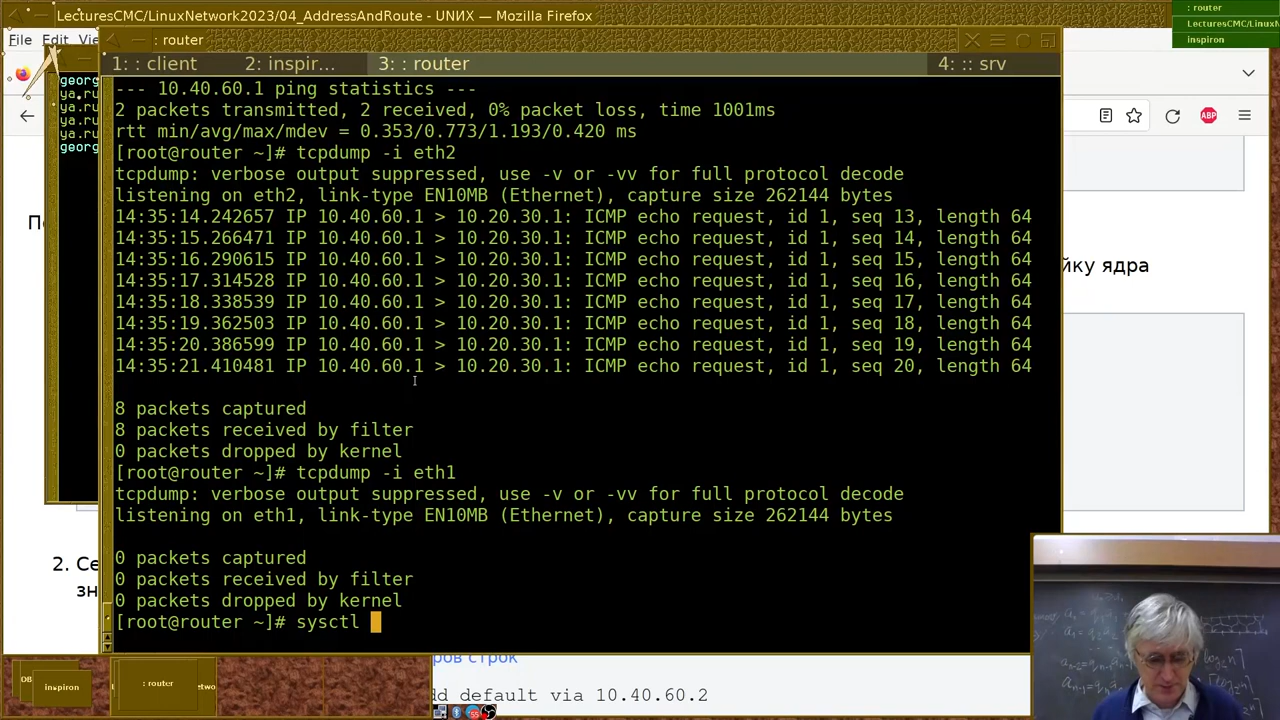 LecturesCMC/LinuxNetwork2023/04_AddressAndRoute - UNИX — Mozilla Firefox
: router
LecturesCMC/LinuxN
inspiron
File Edit Vie
: router
1: : client 2: inspir... 3: : router 4: :: srv
georg
ya.ru
ya.ru
ya.ru
ya.ru
georg
--- 10.40.60.1 ping statistics ---
2 packets transmitted, 2 received, 0% packet loss, time 1001ms
rtt min/avg/max/mdev = 0.353/0.773/1.193/0.420 ms
[root@router ~]# tcpdump -i eth2
tcpdump: verbose output suppressed, use -v or -vv for full protocol decode
listening on eth2, link-type EN10MB (Ethernet), capture size 262144 bytes
14:35:14.242657 IP 10.40.60.1 > 10.20.30.1: ICMP echo request, id 1, seq 13, length 64
14:35:15.266471 IP 10.40.60.1 > 10.20.30.1: ICMP echo request, id 1, seq 14, length 64
14:35:16.290615 IP 10.40.60.1 > 10.20.30.1: ICMP echo request, id 1, seq 15, length 64
14:35:17.314528 IP 10.40.60.1 > 10.20.30.1: ICMP echo request, id 1, seq 16, length 64
14:35:18.338539 IP 10.40.60.1 > 10.20.30.1: ICMP echo request, id 1, seq 17, length 64
14:35:19.362503 IP 10.40.60.1 > 10.20.30.1: ICMP echo request, id 1, seq 18, length 64
14:35:20.386599 IP 10.40.60.1 > 10.20.30.1: ICMP echo request, id 1, seq 19, length 64
14:35:21.410481 IP 10.40.60.1 > 10.20.30.1: ICMP echo request, id 1, seq 20, length 64
8 packets captured
8 packets received by filter
0 packets dropped by kernel
[root@router ~]# tcpdump -i eth1
tcpdump: verbose output suppressed, use -v or -vv for full protocol decode
listening on eth1, link-type EN10MB (Ethernet), capture size 262144 bytes
0 packets captured
0 packets received by filter
0 packets dropped by kernel
[root@router ~]# sysctl
По
йку ядра
2. Се
зн
ров строк
dd default via 10.40.60.2
DB
inspiron
: router
ABP
55